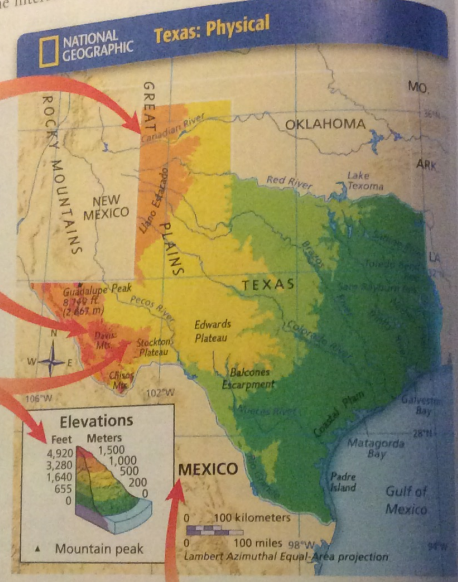 NATIONAL
GEOGRAPHIC
Texas: Physical
MO.
GREAT
PLAINS
ROCKY MOUNTAINS
Canadian River
OKLAHOMA
ARK
Llano Estacado
NEW
MEXICO
Red River
Lake
Texoma
LA
TEXAS
Guadalupe Peak
8,749 ft.
(2,667 m)
Pecos River
Colorado River
Davis
Mts.
Stockton
Plateau
Edwards
Plateau
Chisos
Mts.
Balcones
Escarpment
N
W
E
106°W
102°W
Coastal Plain
Galveston
Bay
28°N
Matagorda
Bay
Elevations
Feet
Meters
4,920
3,280
1,640
655
0
1,500
1,000
500
200
0
Mountain peak
MEXICO
Padre
Island
Gulf of
Mexico
0
100 kilometers
0
100 miles
98°W
94°W
Lambert Azimuthal Equal-Area projection